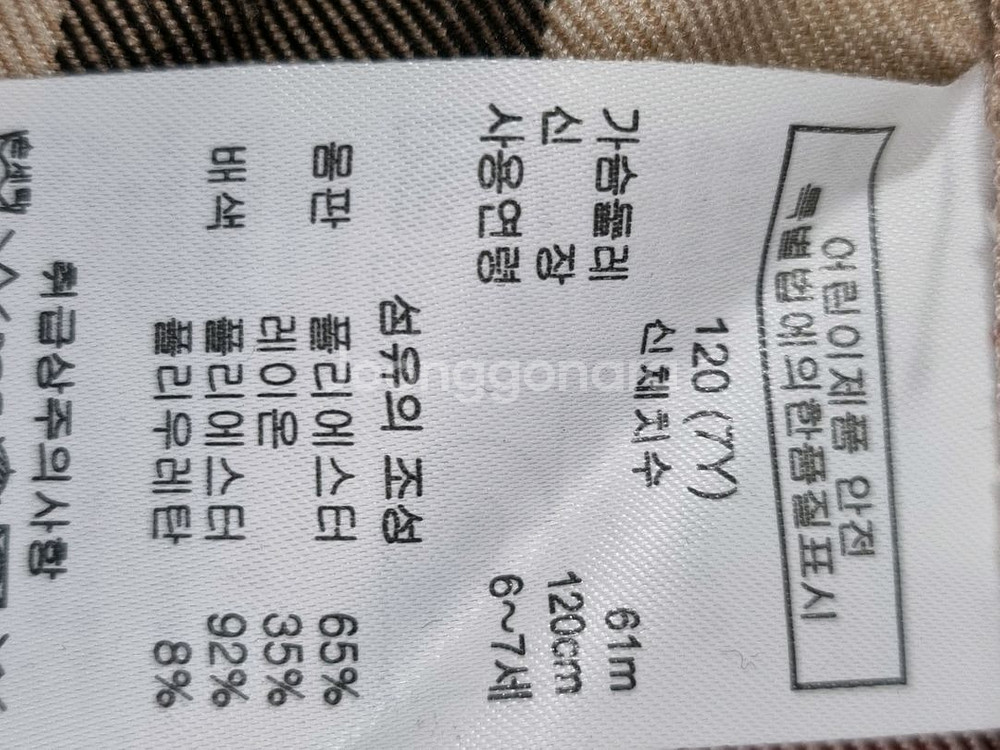 어린이제품 안전
특별법에의한품질표시
120 (7Y)
신체치수
가슴둘레 61m
신 장 120cm
사용연령 6~7세
섬유의 조성
몸판 폴리에스터 65%
레이온 35%
배색 폴리에스터 92%
폴리우레탄 8%
취급상주의사항